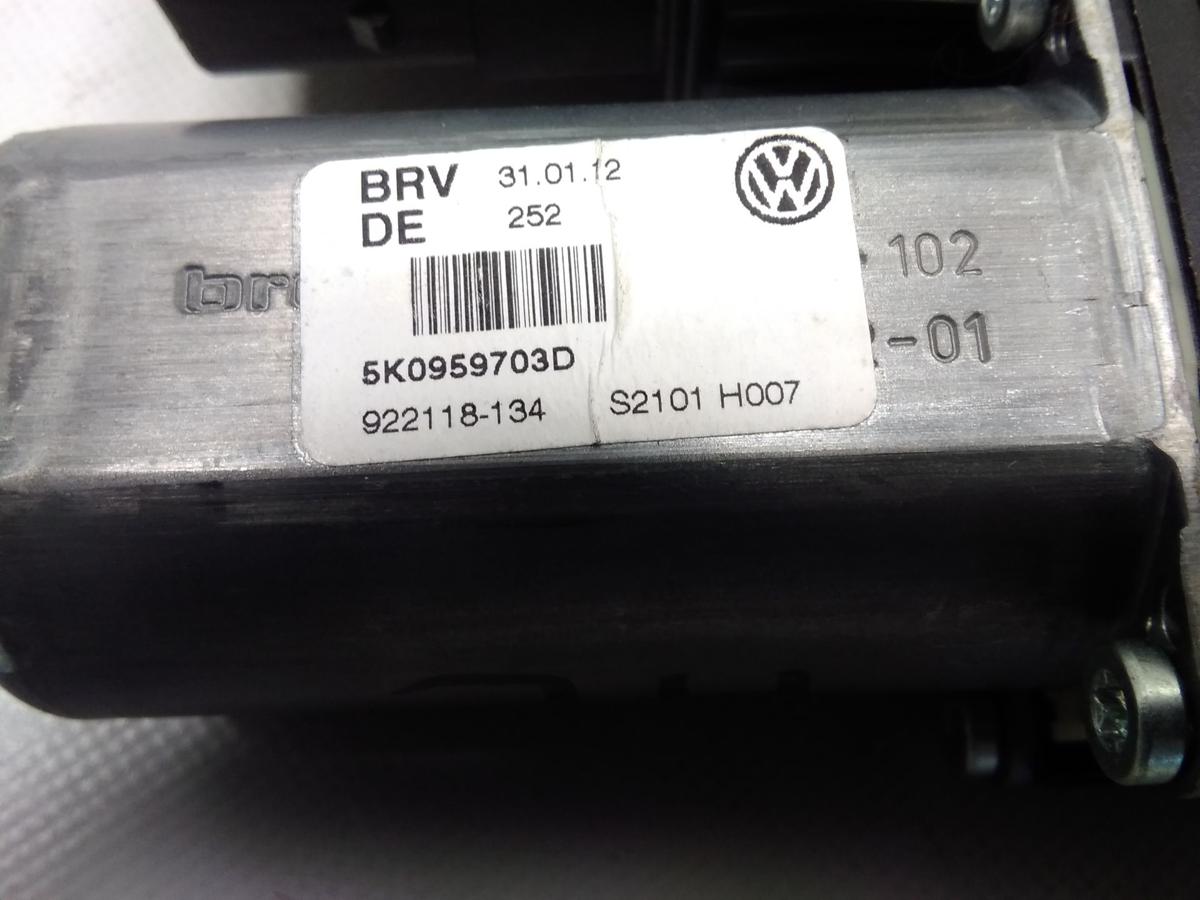 BRV 31.01.12
DE 252
102
-01
5K0959703D
922118-134 S2101 H007